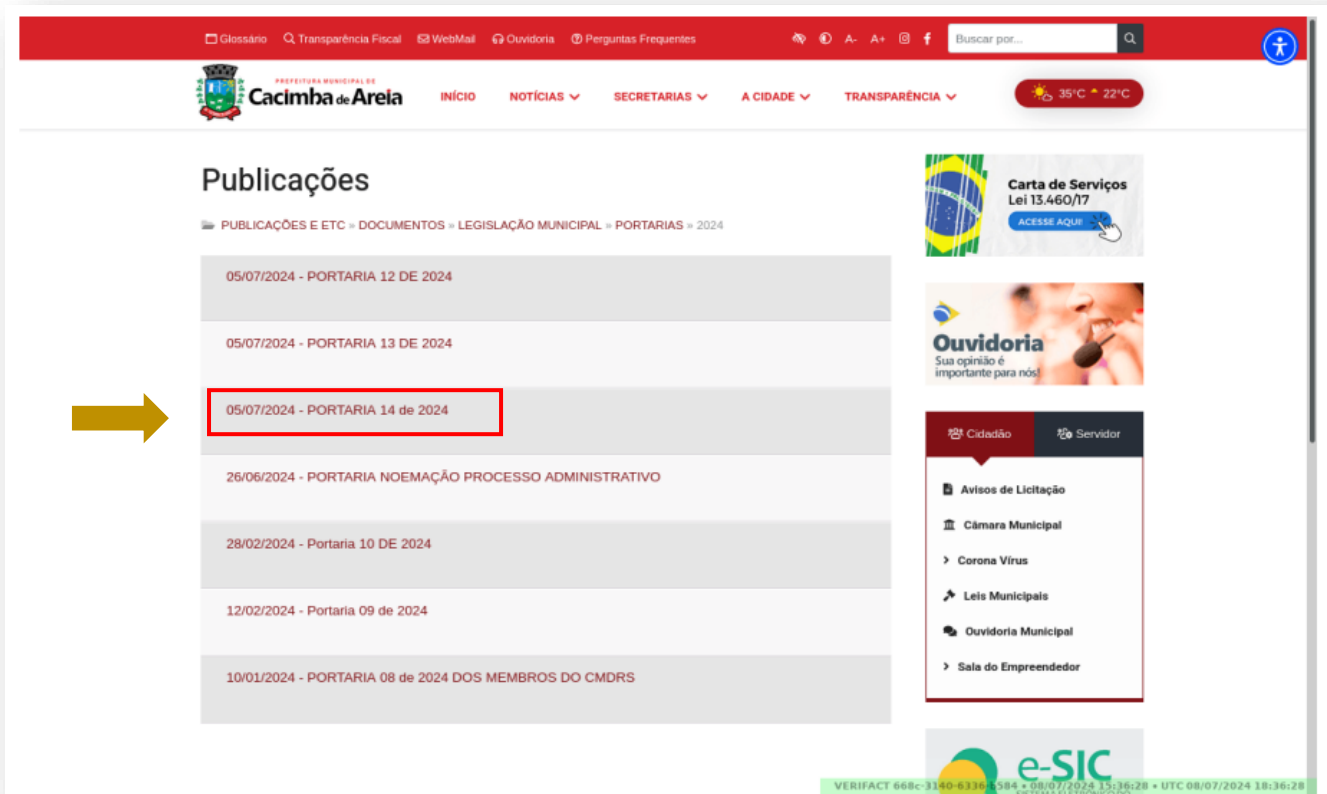 Glossário Transparência Fiscal WebMail Ouvidoria Perguntas Frequentes A- A+ Buscar por...
PREFEITURA MUNICIPAL DE
Cacimba de Areia
INÍCIO NOTÍCIAS SECRETARIAS A CIDADE TRANSPARÊNCIA 35°C 22°C
Publicações
PUBLICAÇÕES E ETC » DOCUMENTOS » LEGISLAÇÃO MUNICIPAL » PORTARIAS » 2024
05/07/2024 - PORTARIA 12 DE 2024
05/07/2024 - PORTARIA 13 DE 2024
05/07/2024 - PORTARIA 14 de 2024
26/06/2024 - PORTARIA NOEMAÇÃO PROCESSO ADMINISTRATIVO
28/02/2024 - Portaria 10 DE 2024
12/02/2024 - Portaria 09 de 2024
10/01/2024 - PORTARIA 08 de 2024 DOS MEMBROS DO CMDRS
Carta de Serviços
Lei 13.460/17
ACESSE AQUI!
Ouvidoria
Sua opinião é
importante para nós!
Cidadão Servidor
Avisos de Licitação
Câmara Municipal
Corona Vírus
Leis Municipais
Ouvidoria Municipal
Sala do Empreendedor
e-SIC
VERIFACT 668c-3140-6336-b584 • 08/07/2024 15:36:28 • UTC 08/07/2024 18:36:28